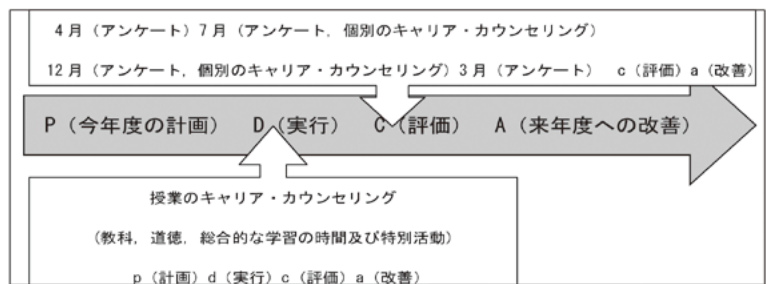 4月(アンケート)7月(アンケート,個別のキャリア・カウンセリング)
12月(アンケート,個別のキャリア・カウンセリング)3月(アンケート) c(評価)a(改善)
P(今年度の計画) D(実行) C(評価) A(来年度への改善)
授業のキャリア・カウンセリング
(教科,道徳,総合的な学習の時間及び特別活動)
p(計画)d(実行)c(評価)a(改善)